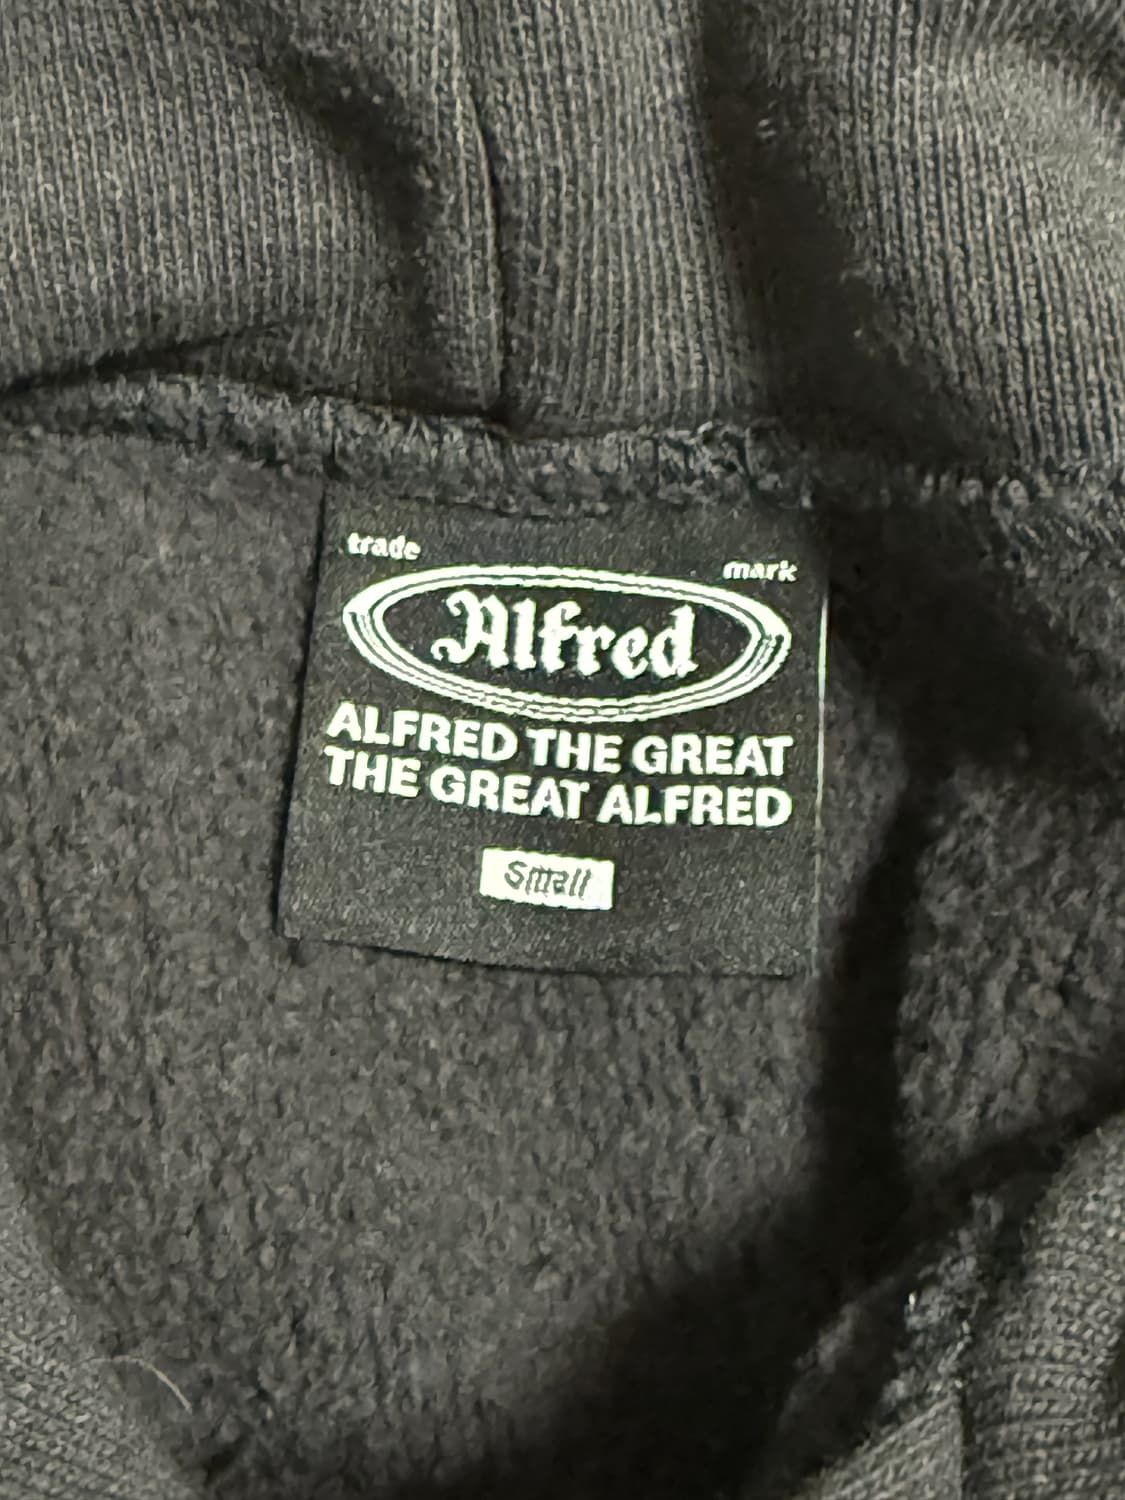 trade mark
Alfred
ALFRED THE GREAT
THE GREAT ALFRED
Small